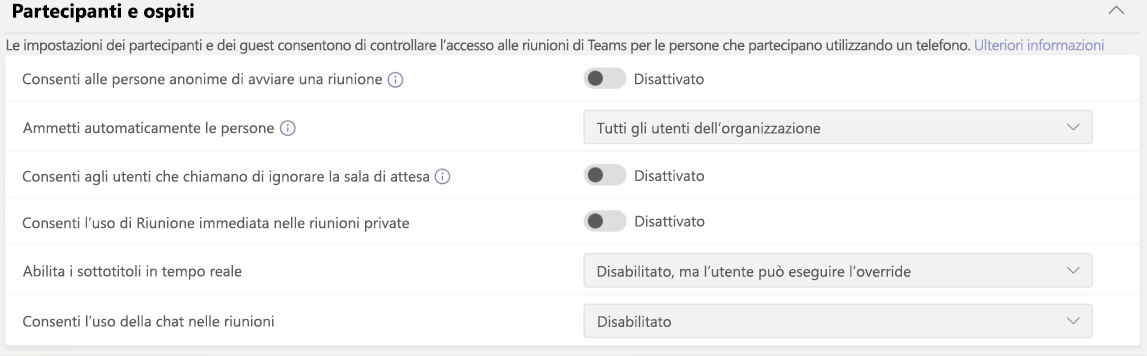 Partecipanti e ospiti
Le impostazioni dei partecipanti e dei guest consentono di controllare l'accesso alle riunioni di Teams per le persone che partecipano utilizzando un telefono. Ulteriori informazioni
Consenti alle persone anonime di avviare una riunione Disattivato
Ammetti automaticamente le persone Tutti gli utenti dell'organizzazione
Consenti agli utenti che chiamano di ignorare la sala di attesa Disattivato
Consenti l'uso di Riunione immediata nelle riunioni private Disattivato
Abilita i sottotitoli in tempo reale Disabilitato, ma l'utente può eseguire l'override
Consenti l'uso della chat nelle riunioni Disabilitato